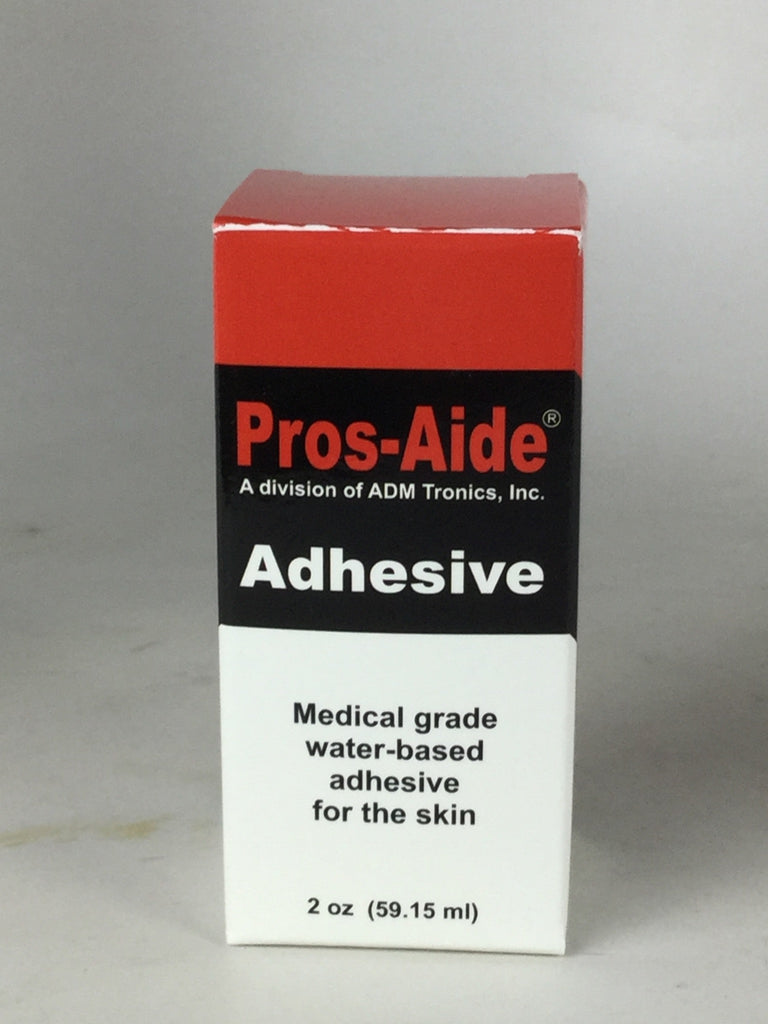 Pros-Aide®
A division of ADM Tronics, Inc.
Adhesive
Medical grade
water-based
adhesive
for the skin
2 oz (59.15 ml)